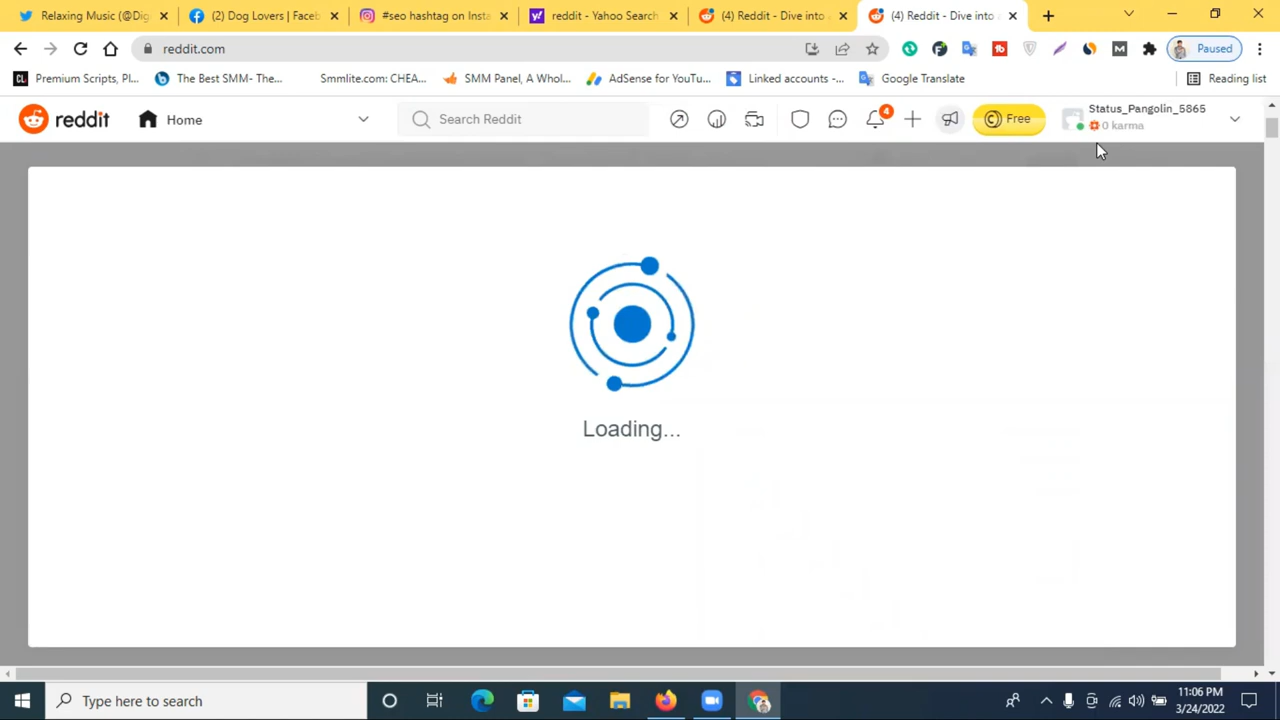 Relaxing Music (@Dig
(2) Dog Lovers | Faceb
#seo hashtag on Insta
reddit - Yahoo Search
(4) Reddit - Dive into
(4) Reddit - Dive into
reddit.com
Paused
CL Premium Scripts, Pl...
The Best SMM- The...
Smmlite.com: CHEA...
SMM Panel, A Whol...
AdSense for YouTu...
Linked accounts -...
Google Translate
Reading list
reddit
Home
Search Reddit
4
Free
Status_Pangolin_5865
0 karma
Loading...
Type here to search
11:06 PM
3/24/2022